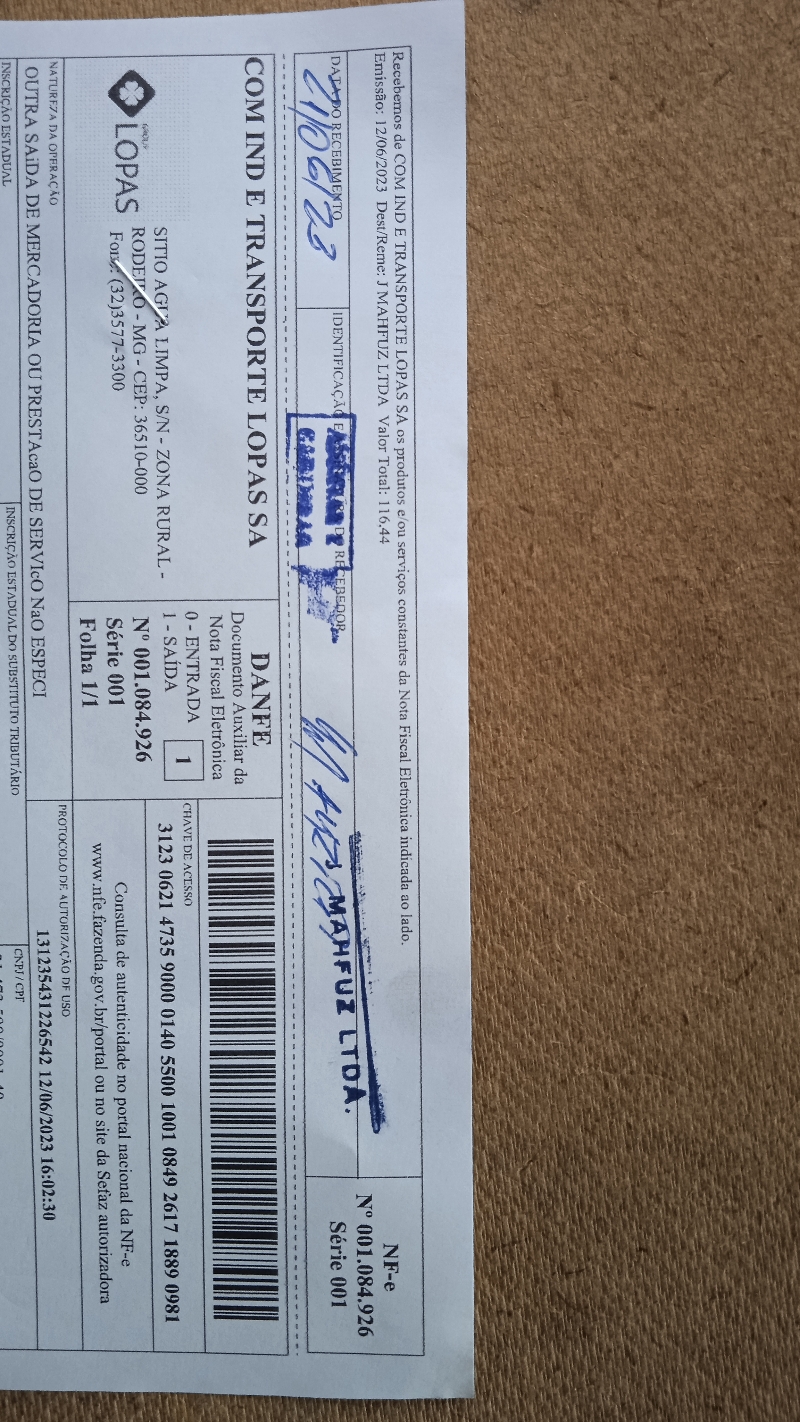 Recebemos de COM IND E TRANSPORTE LOPAS SA os produtos e/ou serviços constantes da Nota Fiscal Eletrônica indicada ao lado.
Emissão: 12/06/2023 Dest/Reme: J MAHFUZ LTDA Valor Total: 116.44
DATA DO RECEBIMENTO
21/06/23
IDENTIFICAÇÃO E DO RECEBEDOR
MAHFUZ LTDA.
NF-e
Nº 001.084.926
Série 001
COM IND E TRANSPORTE LOPAS SA
GROUP
LOPAS
SITIO AGUA LIMPA, S/N - ZONA RURAL -
RODEIRO - MG - CEP: 36510-000
Fone: (32)3577-3300
DANFE
Documento Auxiliar da
Nota Fiscal Eletrônica
0 - ENTRADA
1 - SAÍDA
1
Nº 001.084.926
Série 001
Folha 1/1
CHAVE DE ACESSO
3123 0621 4735 9000 0140 5500 1001 0849 2617 1889 0981
Consulta de autenticidade no portal nacional da NF-e
www.nfe.fazenda.gov.br/portal ou no site da Sefaz autorizadora
NATUREZA DA OPERAÇÃO
OUTRA SAíDA DE MERCADORIA OU PRESTAcaO DE SERVIcO NaO ESPECI
PROTOCOLO DE AUTORIZAÇÃO DE USO
131235431226542 12/06/2023 16:02:30
INSCRIÇÃO ESTADUAL
INSCRIÇÃO ESTADUAL DO SUBSTITUTO TRIBUTÁRIO
CNPJ / CPF